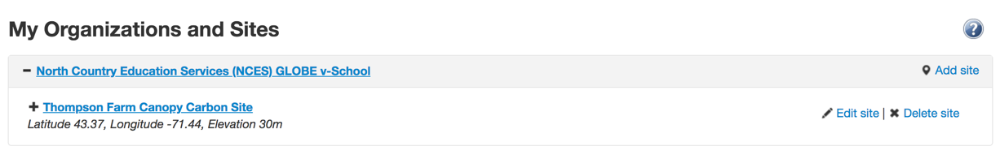 My Organizations and Sites
North Country Education Services (NCES) GLOBE v-School
Add site
Thompson Farm Canopy Carbon Site
Latitude 43.37, Longitude -71.44, Elevation 30m
Edit site | Delete site